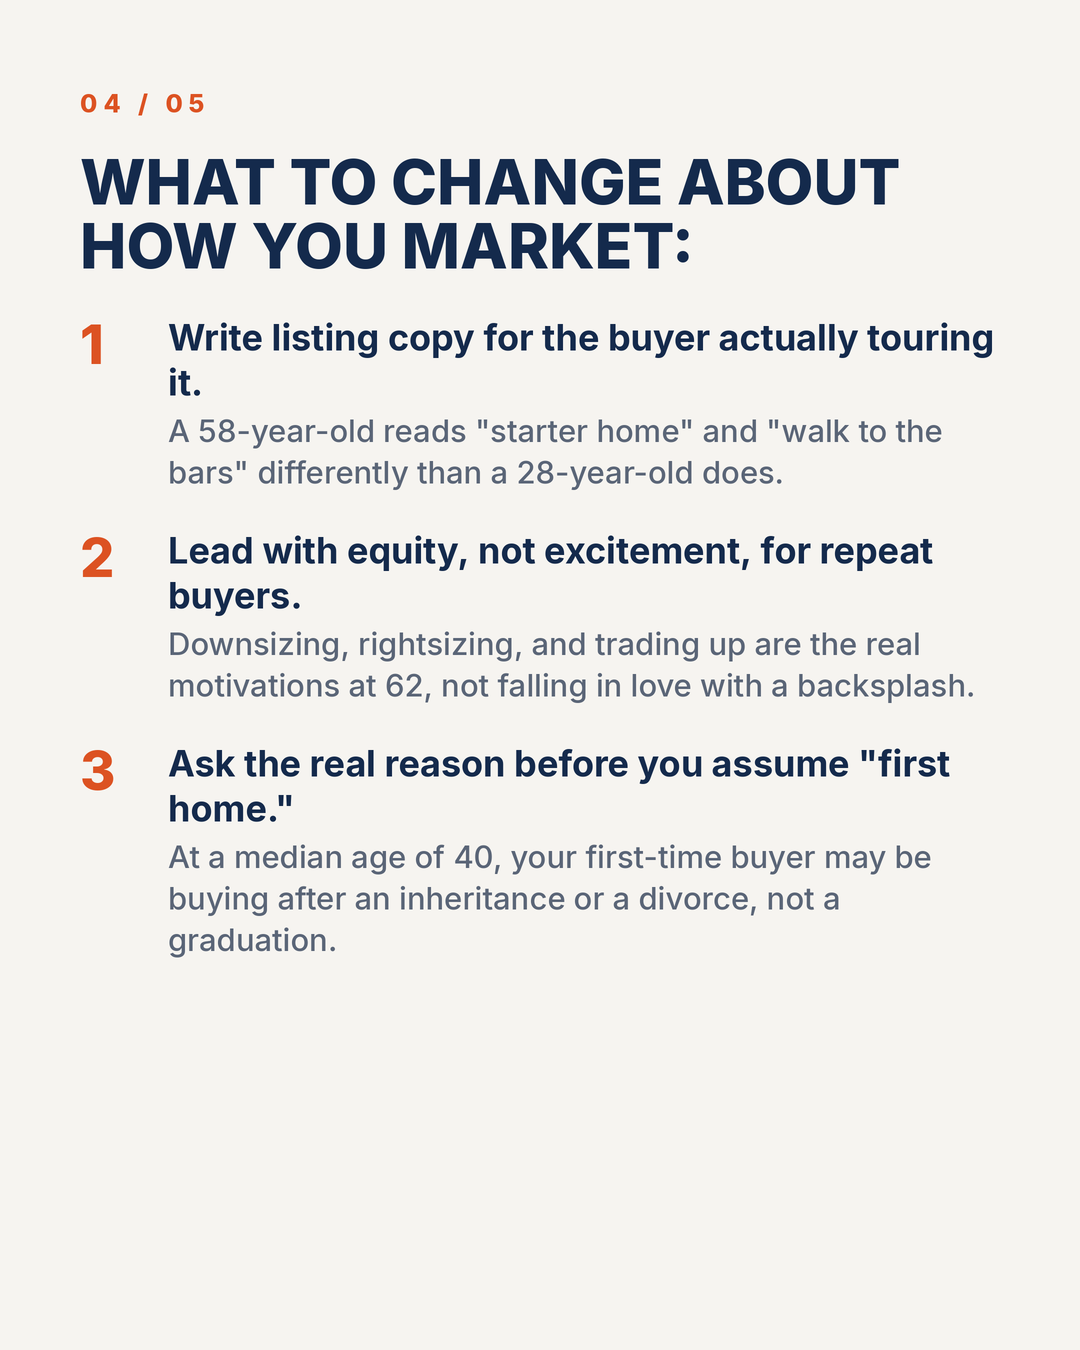 04 / 05
WHAT TO CHANGE ABOUT
HOW YOU MARKET:
1
Write listing copy for the buyer actually touring
it.
A 58-year-old reads "starter home" and "walk to the
bars" differently than a 28-year-old does.
2
Lead with equity, not excitement, for repeat
buyers.
Downsizing, rightsizing, and trading up are the real
motivations at 62, not falling in love with a backsplash.
3
Ask the real reason before you assume "first
home."
At a median age of 40, your first-time buyer may be
buying after an inheritance or a divorce, not a
graduation.